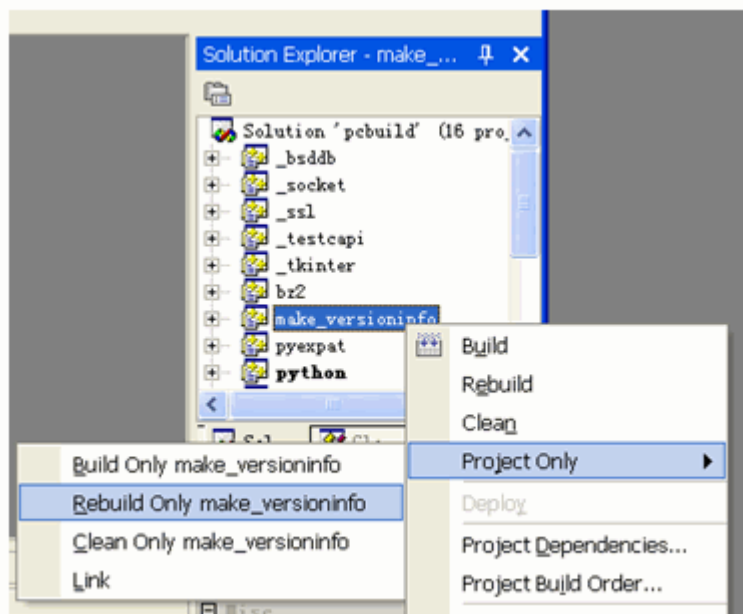 Solution Explorer - make_...
Solution 'pcbuild' (16 pro
_bsddb
_socket
_ssl
_testcapi
_tkinter
bz2
make_versioninfo
pyexpat
python
Build
Rebuild
Clean
Project Only
Deploy
Project Dependencies...
Project Build Order...
Build Only make_versioninfo
Rebuild Only make_versioninfo
Clean Only make_versioninfo
Link
Misc